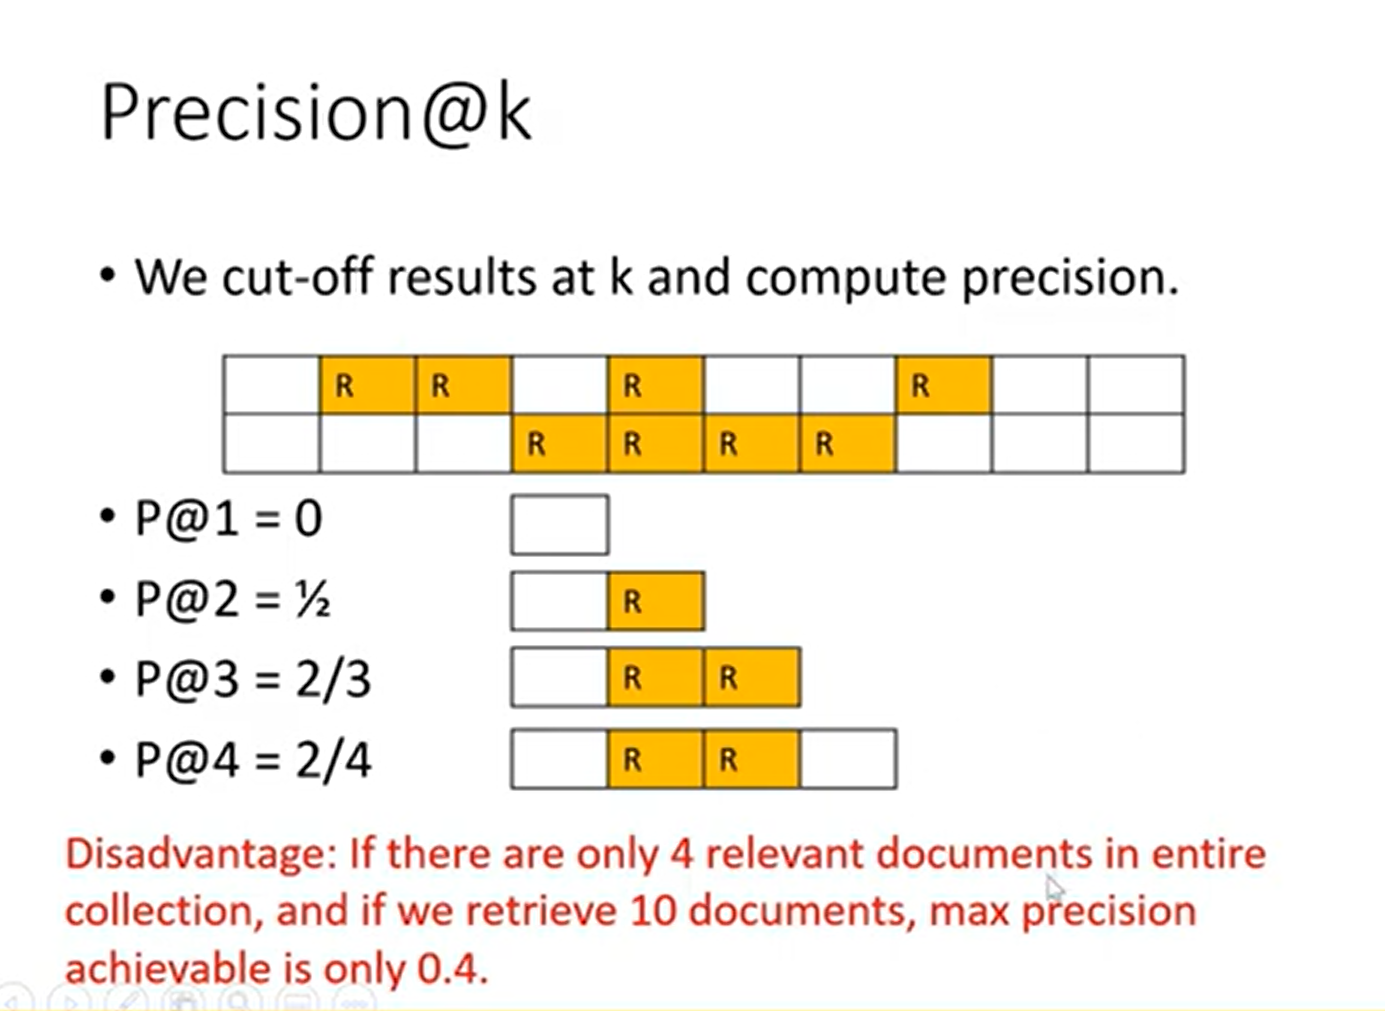 Precision@k
• We cut-off results at k and compute precision.
R R R R
R R R R
• P@1 = 0
• P@2 = ½
R
• P@3 = 2/3
R R
• P@4 = 2/4
R R
Disadvantage: If there are only 4 relevant documents in entire
collection, and if we retrieve 10 documents, max precision
achievable is only 0.4.